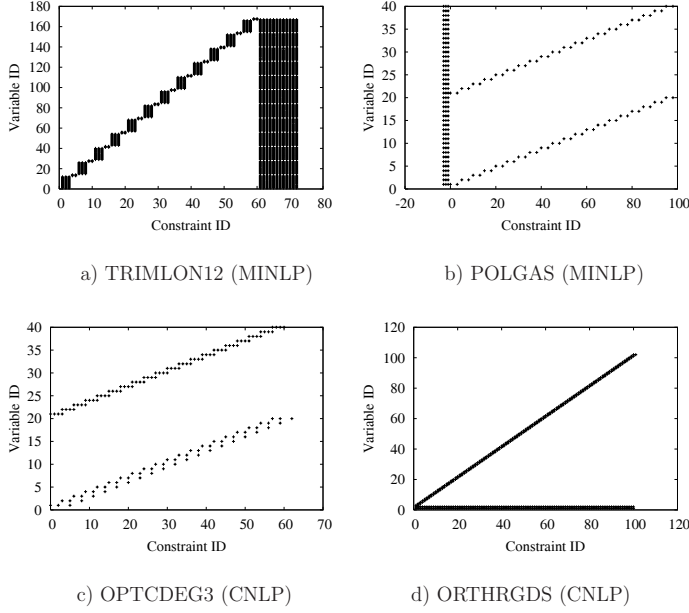 180
160
140
120
100
80
60
40
20
0
Variable ID
0 10 20 30 40 50 60 70 80
Constraint ID
a) TRIMLON12 (MINLP)
40
35
30
25
20
15
10
5
0
Variable ID
-20 0 20 40 60 80 100
Constraint ID
b) POLGAS (MINLP)
40
35
30
25
20
15
10
5
0
Variable ID
0 10 20 30 40 50 60 70
Constraint ID
c) OPTCDEG3 (CNLP)
120
100
80
60
40
20
0
Variable ID
0 20 40 60 80 100 120
Constraint ID
d) ORTHRGDS (CNLP)